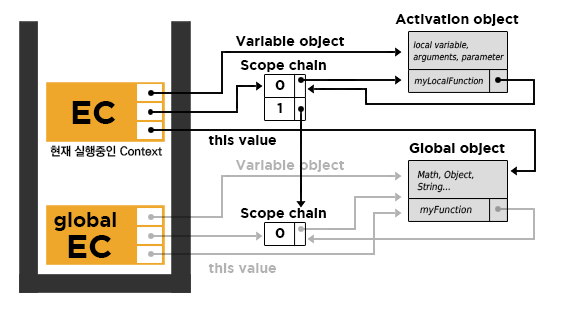 Activation object
Variable object
local variable,
arguments, parameter
Scope chain
myLocalFunction
0
1
EC
현재 실행중인 Context
this value
Global object
Variable object
Math, Object,
String...
myFunction
Scope chain
0
global
EC
this value